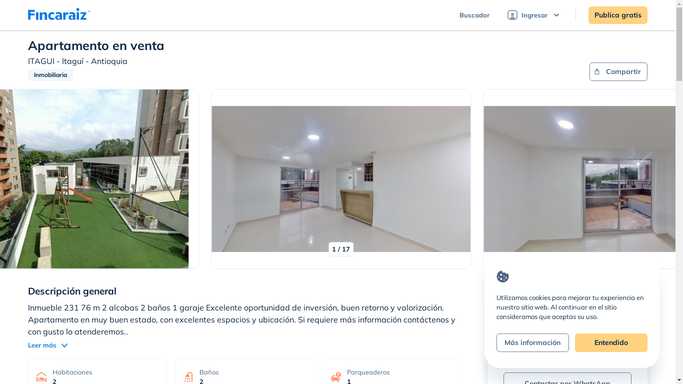 Fincaraiz
Buscador
Ingresar
Publica gratis
Apartamento en venta
ITAGUI - Itaguí - Antioquia
Inmobiliaria
Compartir
1 / 17
Descripción general
Inmueble 231 76 m 2 alcobas 2 baños 1 garaje Excelente oportunidad de inversión, buen retorno y valorización.
Apartamento en muy buen estado, con excelentes espacios y ubicación. Si requiere más información contáctenos y
con gusto lo atenderemos...
Leer más
Habitaciones
2
Baños
2
Parqueaderos
1
Utilizamos cookies para mejorar tu experiencia en
nuestro sitio web. Al continuar en el sitio
consideramos que aceptas su uso.
Más información
Entendido
Contactar por WhatsApp